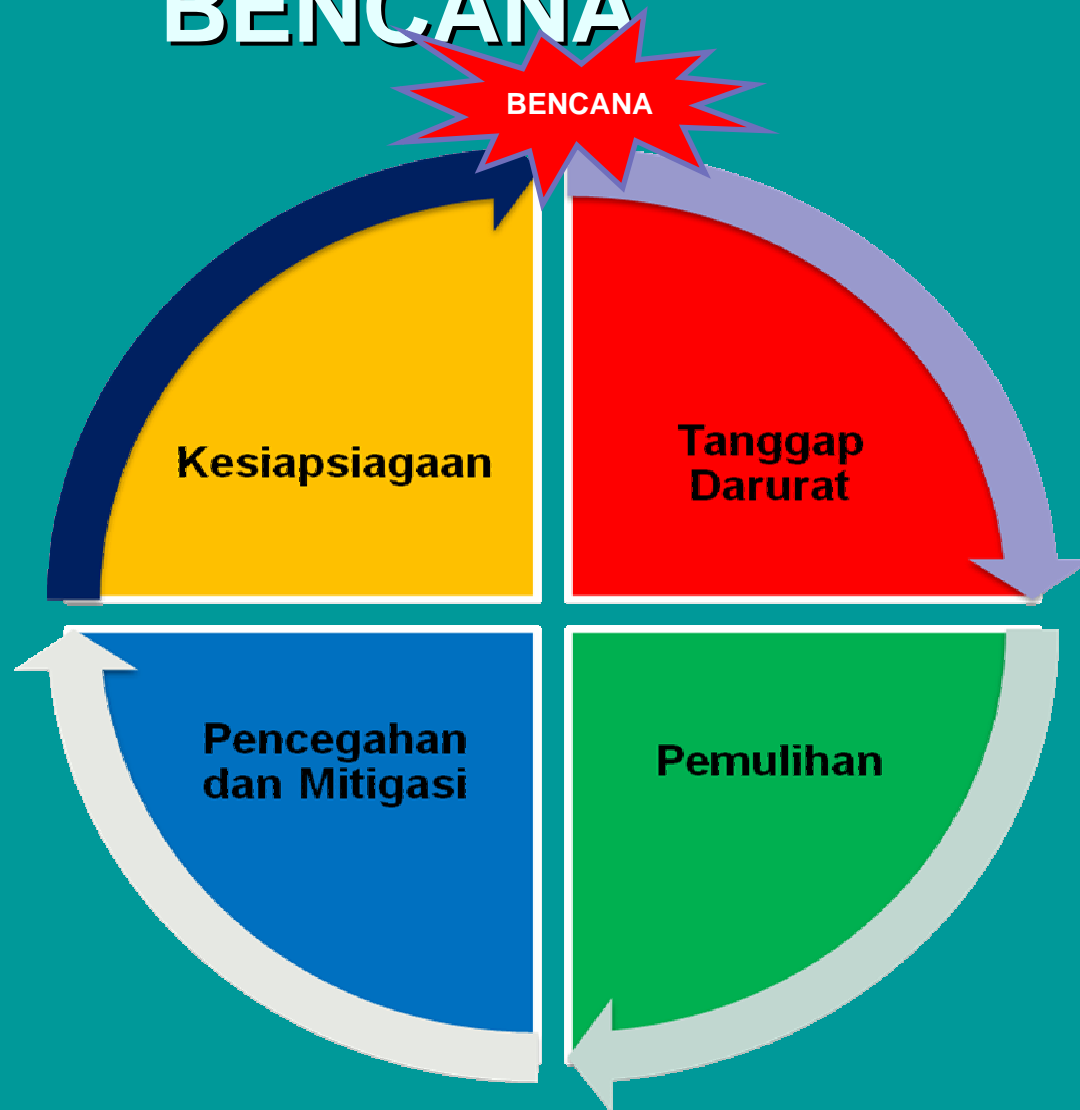 BENCANA
BENCANA
Kesiapsiagaan
Tanggap
Darurat
Pencegahan
dan Mitigasi
Pemulihan